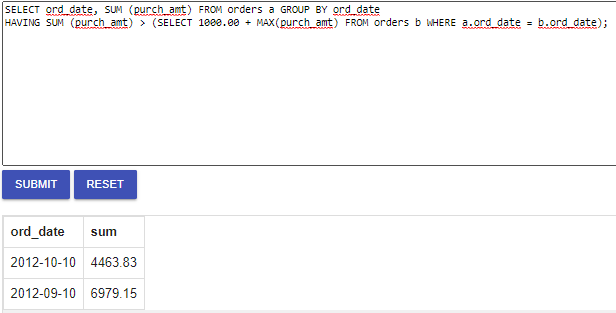 SELECT ord_date, SUM (purch_amt) FROM orders a GROUP BY ord_date
HAVING SUM (purch_amt) > (SELECT 1000.00 + MAX(purch_amt) FROM orders b WHERE a.ord_date = b.ord_date);
SUBMIT RESET
ord_date sum
2012-10-10 4463.83
2012-09-10 6979.15